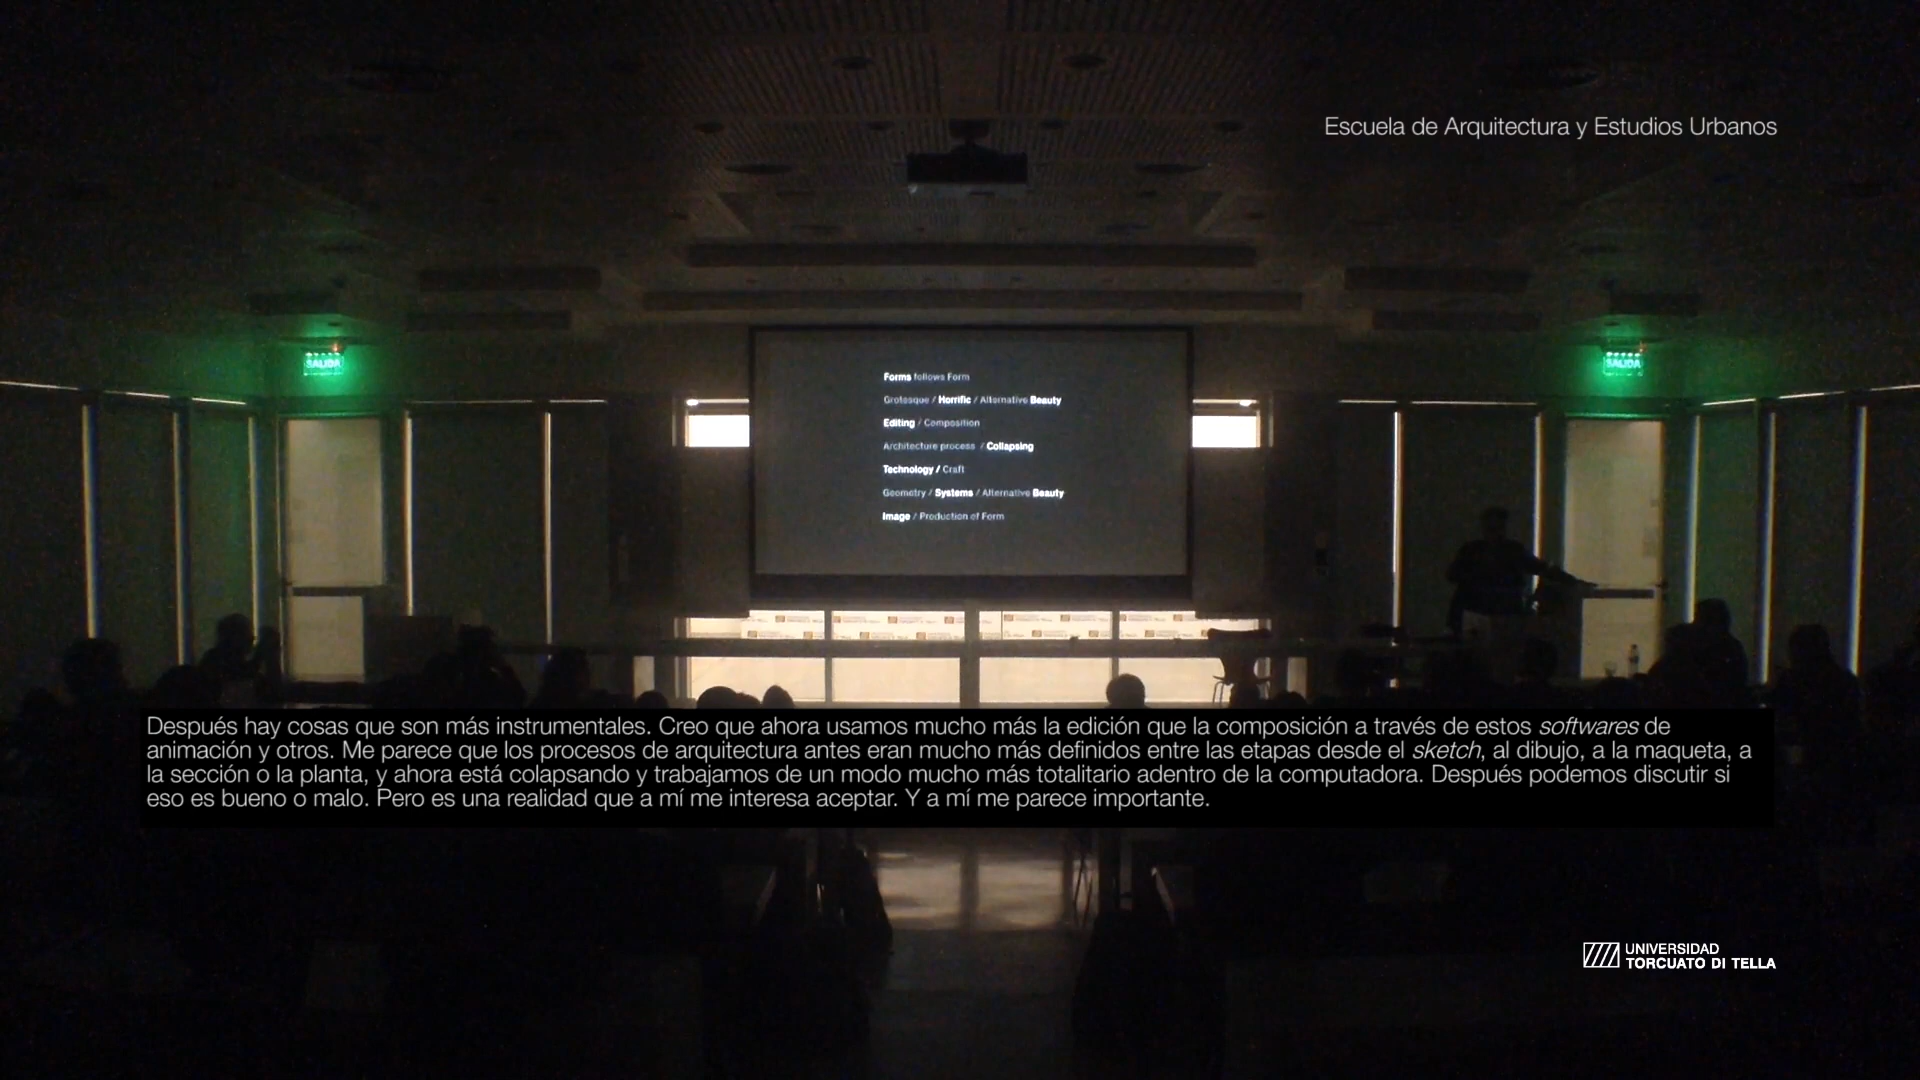 Escuela de Arquitectura y Estudios Urbanos
SALIDA
SALIDA
Forms follows Form
Grotesque / Horrific / Alternative Beauty
Editing / Composition
Architecture process / Collapsing
Technology / Craft
Geometry / Systems / Alternative Beauty
Image / Production of Form
Después hay cosas que son más instrumentales. Creo que ahora usamos mucho más la edición que la composición a través de estos softwares de
animación y otros. Me parece que los procesos de arquitectura antes eran mucho más definidos entre las etapas desde el sketch, al dibujo, a la maqueta, a
la sección o la planta, y ahora está colapsando y trabajamos de un modo mucho más totalitario adentro de la computadora. Después podemos discutir si
eso es bueno o malo. Pero es una realidad que a mí me interesa aceptar. Y a mí me parece importante.
UNIVERSIDAD
TORCUATO DI TELLA